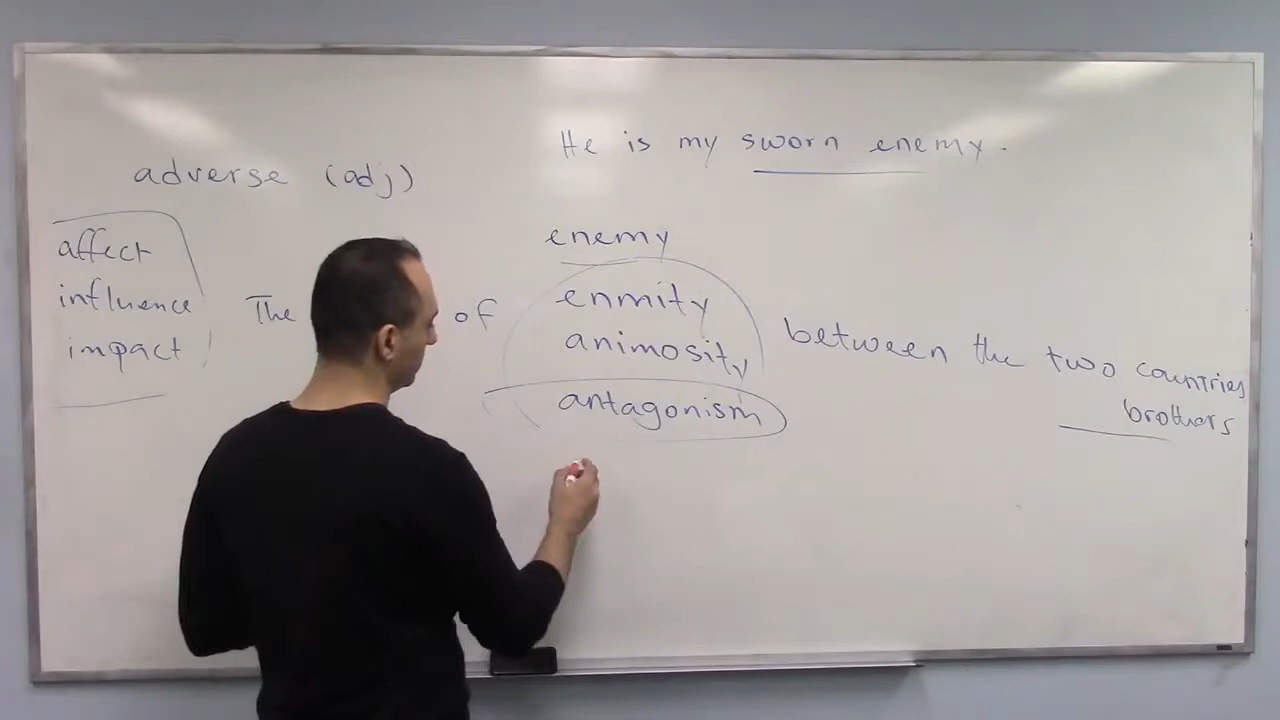 He is my sworn enemy.
adverse (adj)
affect
influence
impact
enemy
The of
enmity
animosity
antagonism
between the two countries
brothers